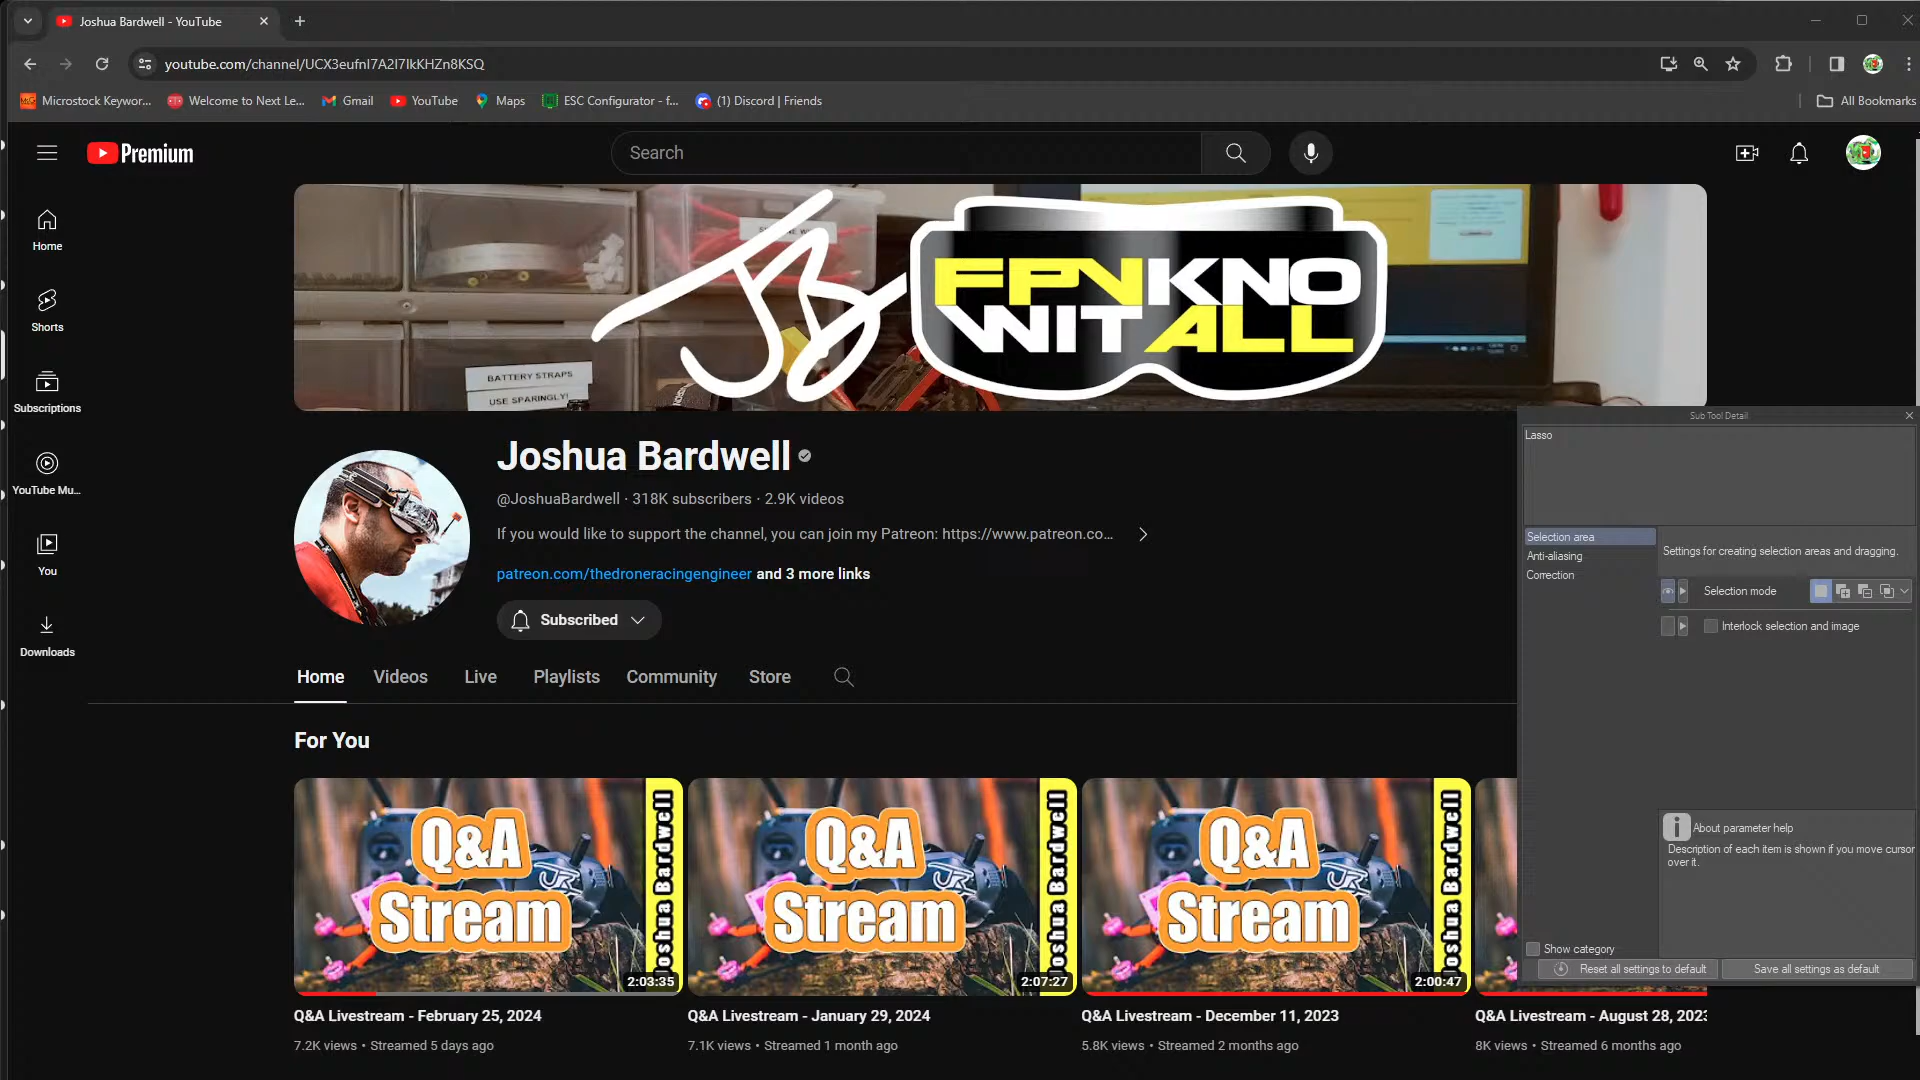 Joshua Bardwell - YouTube
youtube.com/channel/UCX3eufnI7A2I7IkKHZn8KSQ
Microstock Keywor...
Welcome to Next Le...
Gmail
YouTube
Maps
ESC Configurator - f...
(1) Discord | Friends
All Bookmarks
Premium
Search
Home
Shorts
Subscriptions
YouTube Mu...
You
Downloads
JB
FPVKNO
WITALL
BATTERY STRAPS
USE SPARINGLY!
Joshua Bardwell
@JoshuaBardwell · 318K subscribers · 2.9K videos
If you would like to support the channel, you can join my Patreon: https://www.patreon.co...
patreon.com/thedroneracingengineer and 3 more links
Subscribed
Home Videos Live Playlists Community Store
For You
Q&A
Stream
Joshua Bardwell
2:03:35
Q&A Livestream - February 25, 2024
7.2K views • Streamed 5 days ago
Q&A
Stream
Joshua Bardwell
2:07:27
Q&A Livestream - January 29, 2024
7.1K views • Streamed 1 month ago
Q&A
Stream
Joshua Bardwell
2:00:47
Q&A Livestream - December 11, 2023
5.8K views • Streamed 2 months ago
Q&A Livestream - August 28, 2023
8K views • Streamed 6 months ago
Sub Tool Detail
Lasso
Selection area
Anti-aliasing
Correction
Settings for creating selection areas and dragging.
Selection mode
Interlock selection and image
About parameter help
Description of each item is shown if you move cursor
over it.
Show category
Reset all settings to default
Save all settings as default